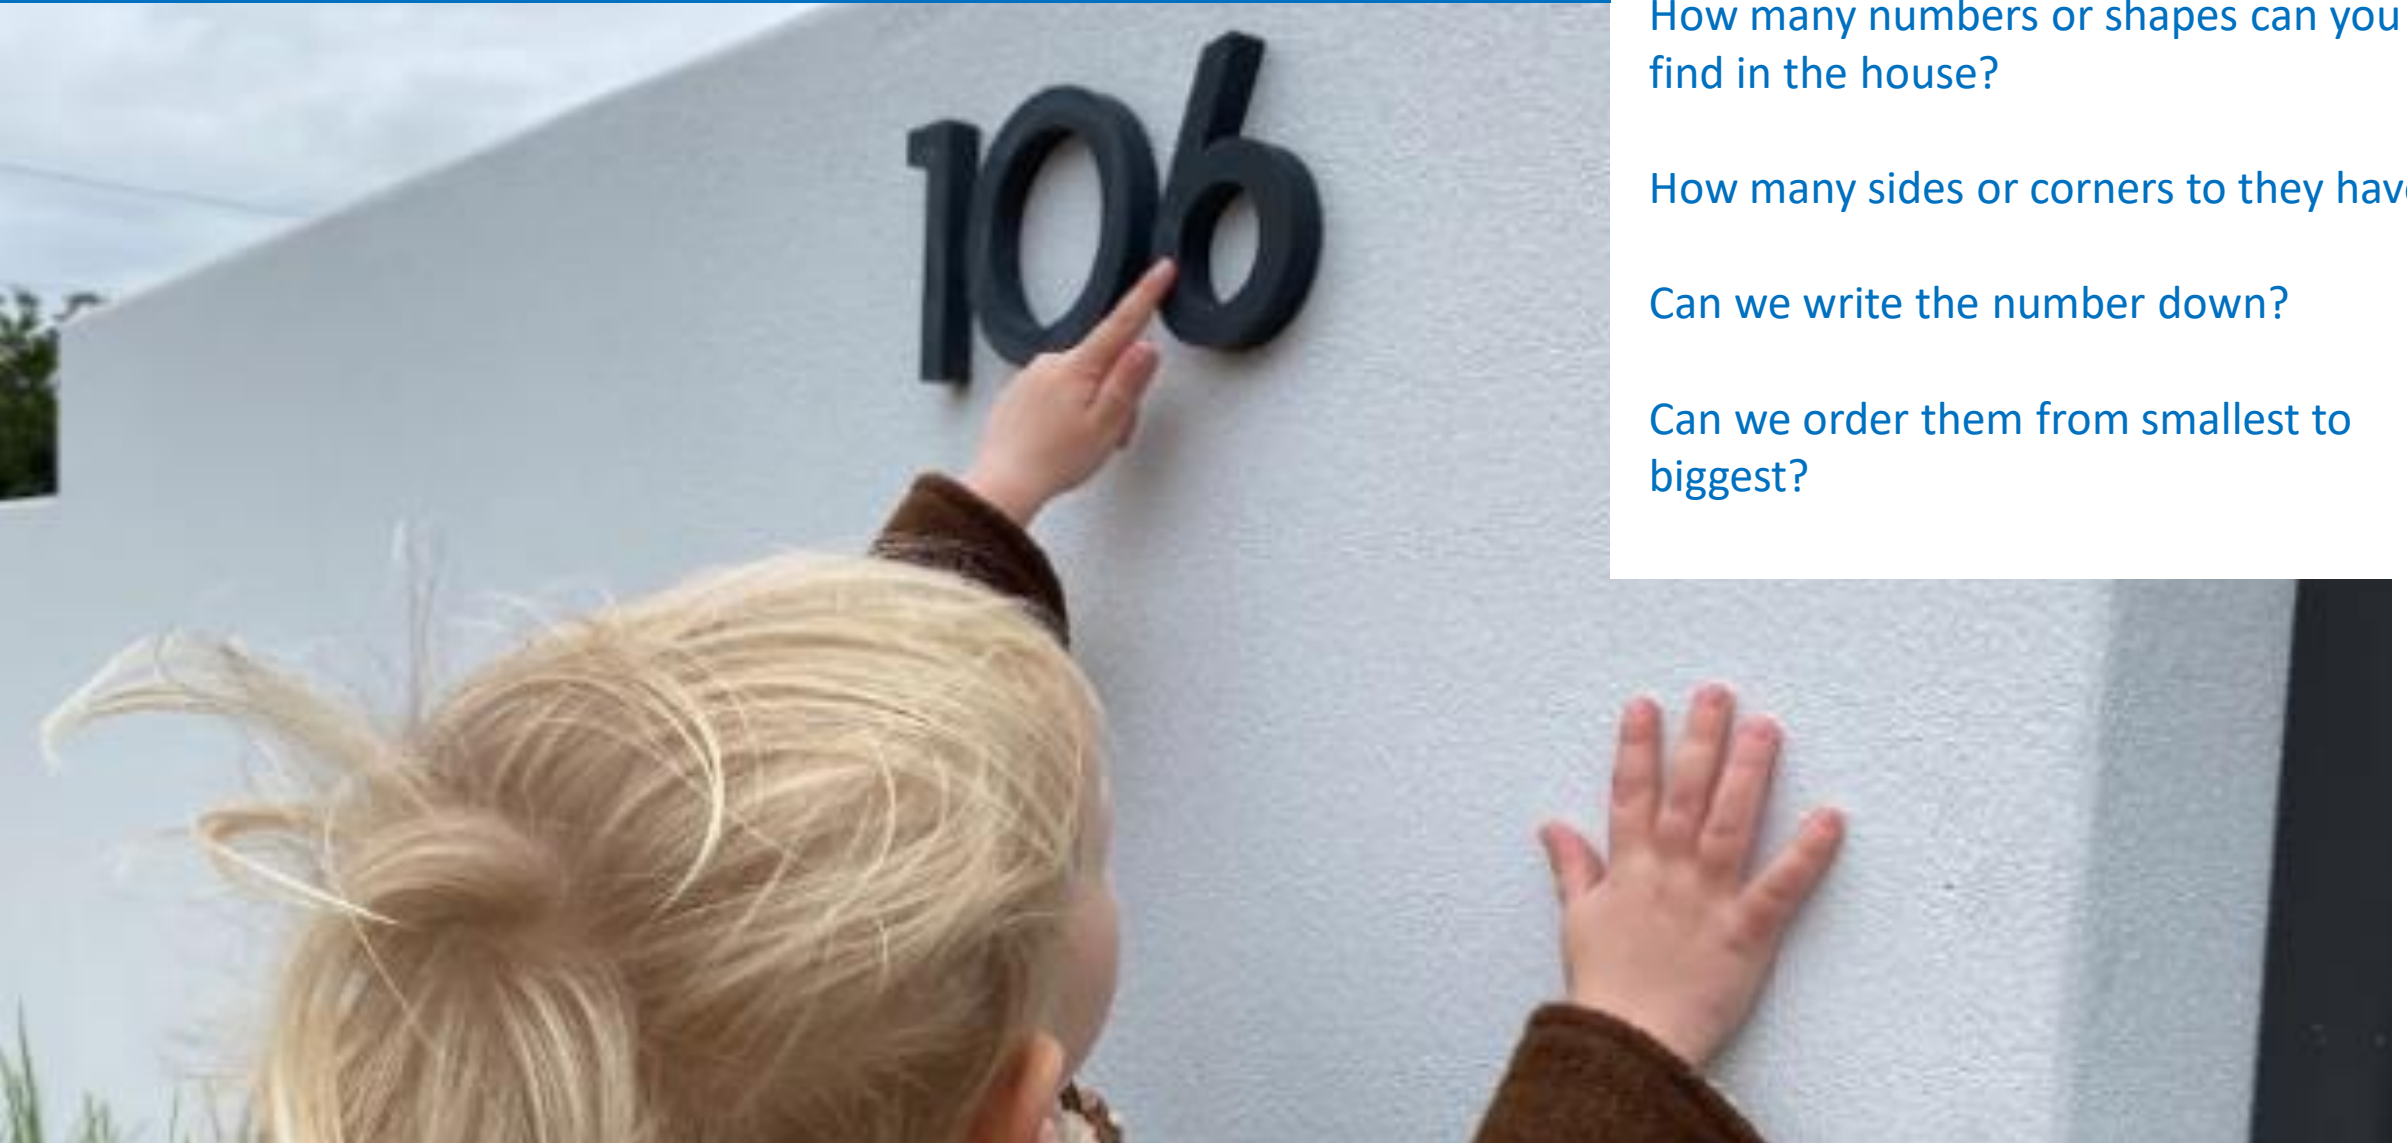 How many numbers or shapes can you
find in the house?
How many sides or corners to they
Can we write the number down?
Can we order them from smallest to
biggest?
106